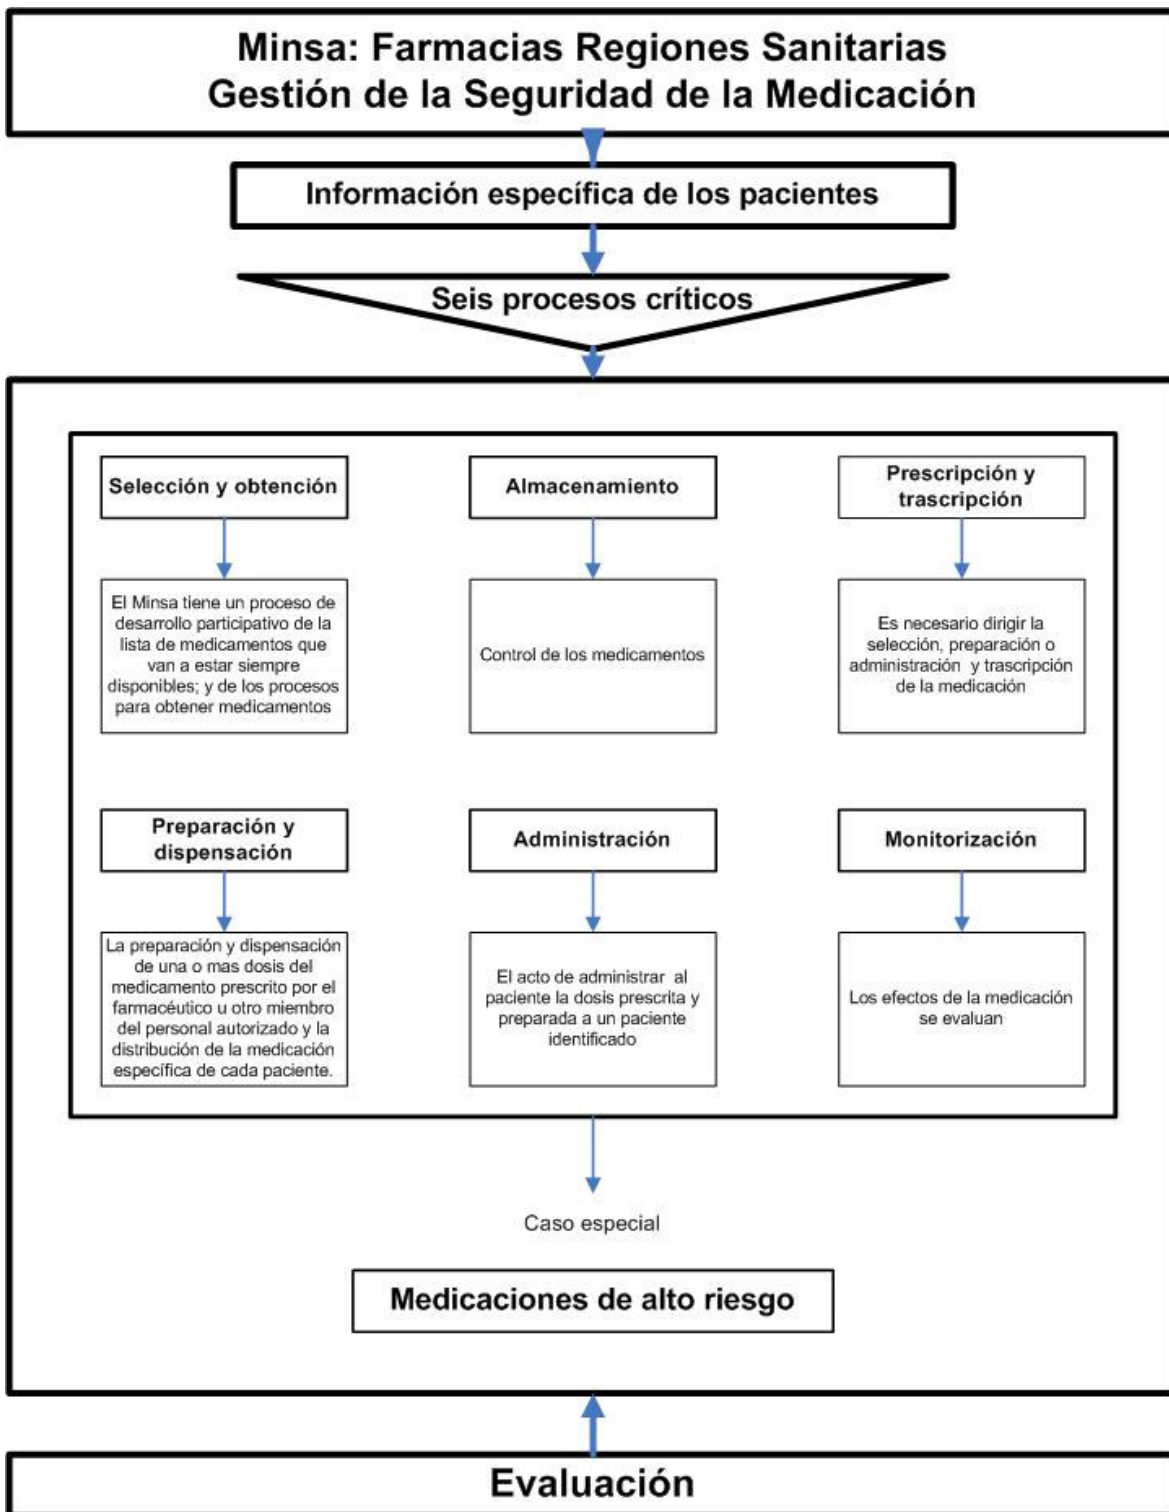 Minsa: Farmacias Regiones Sanitarias
Gestión de la Seguridad de la Medicación
Información específica de los pacientes
Seis procesos críticos
Selección y obtención
El Minsa tiene un proceso de
desarrollo participativo de la
lista de medicamentos que
van a estar siempre
disponibles; y de los procesos
para obtener medicamentos
Almacenamiento
Control de los medicamentos
Prescripción y
trascripción
Es necesario dirigir la
selección, preparación o
administración y trascripción
de la medicación
Preparación y
dispensación
La preparación y dispensación
de una o mas dosis del
medicamento prescrito por el
farmacéutico u otro miembro
del personal autorizado y la
distribución de la medicación
específica de cada paciente.
Administración
El acto de administrar al
paciente la dosis prescrita y
preparada a un paciente
identificado
Monitorización
Los efectos de la medicación
se evaluan
Caso especial
Medicaciones de alto riesgo
Evaluación